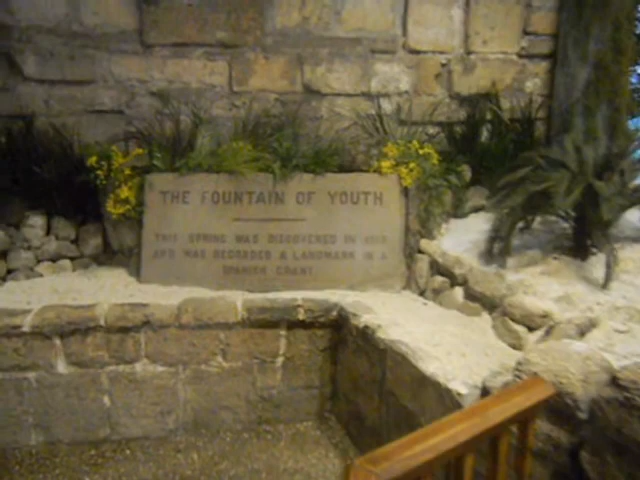 THE FOUNTAIN OF YOUTH
THIS SPRING WAS DISCOVERED IN
AND WAS RECORDED A LANDMARK IN A
SPANISH GRANT